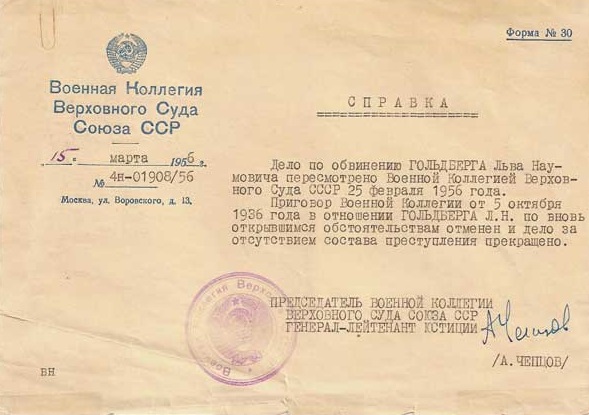 Форма № 30
Военная Коллегия
Верховного Суда
Союза ССР
15 марта 1956 г.
№ 4н-01908/56
Москва, ул. Воровского, д. 13.
СПРАВКА
Дело по обвинению ГОЛЬДБЕРГА Льва Нау-
мовича пересмотрено Военной Коллегией Верхов-
ного Суда СССР 25 февраля 1956 года.
Приговор Военной Коллегии от 5 октября
1936 года в отношении ГОЛЬДБЕРГА Л.Н. по вновь
открывшимся обстоятельствам отменен и дело за
отсутствием состава преступления прекращено.
ПРЕДСЕДАТЕЛЬ ВОЕННОЙ КОЛЛЕГИИ
ВЕРХОВНОГО СУДА СОЮЗА ССР
ГЕНЕРАЛ-ЛЕЙТЕНАНТ ЮСТИЦИИ
А.Чепцов
/А.ЧЕПЦОВ/
ВН